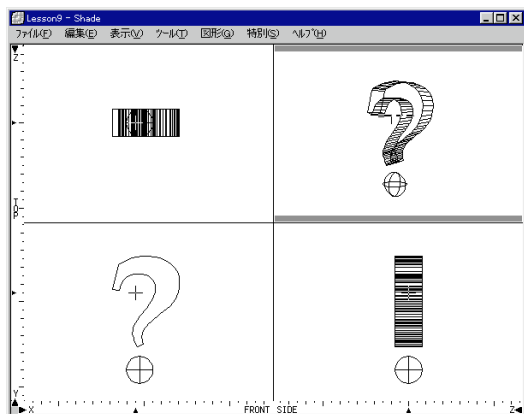 Lesson9 - Shade
ファイル(F) 編集(E) 表示(V) ツール(T) 図形(G) 特別(S) ヘルプ(H)
Z
TOP
?
Y
X FRONT SIDE Z